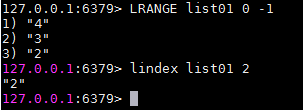 127.0.0.1:6379> LRANGE list01 0 -1
1) "4"
2) "3"
3) "2"
127.0.0.1:6379> lindex list01 2
"2"
127.0.0.1:6379>